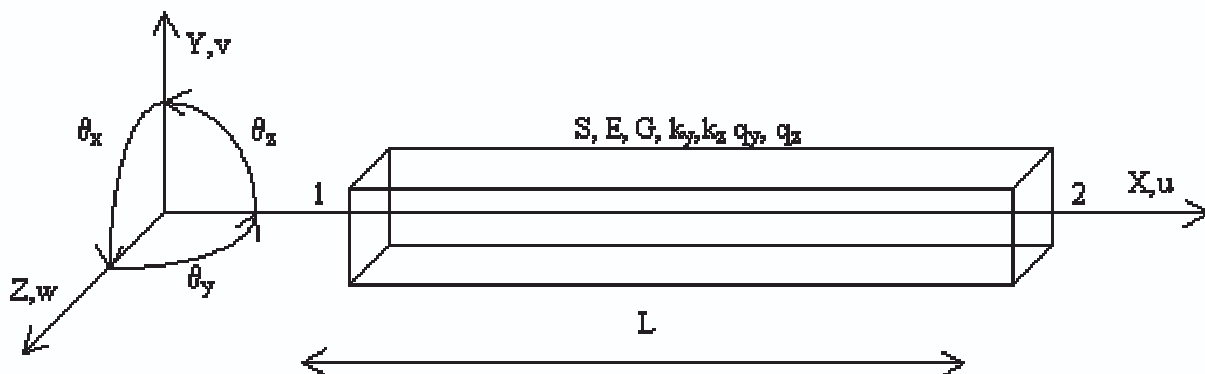 Y,v
θx
θz
S, E, G, ky,kz qy, qz
1
2
X,u
Z,w
θy
L